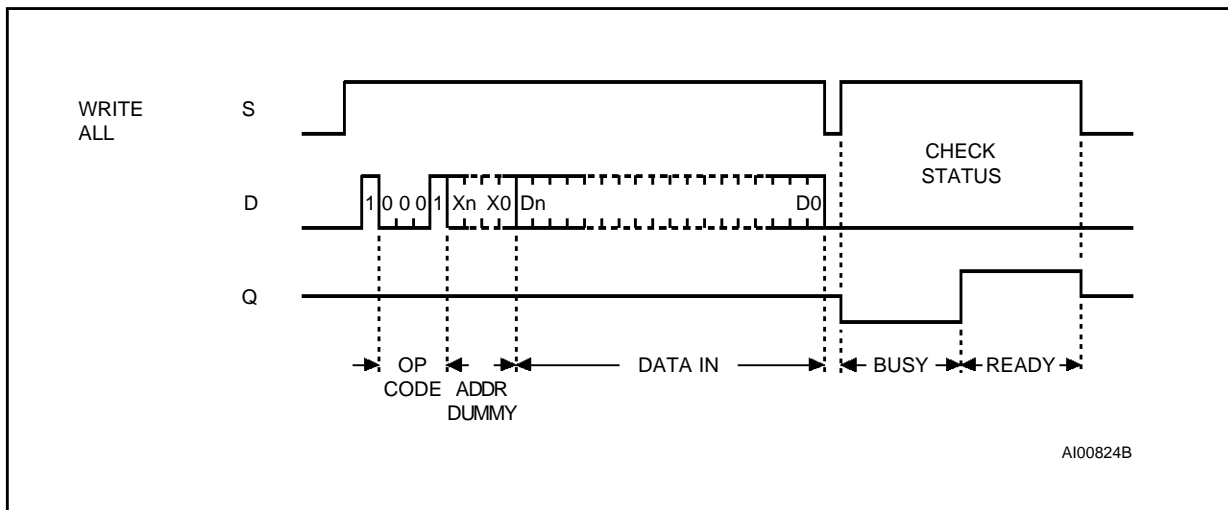 WRITE
ALL
S
CHECK
STATUS
D
1 0 0 0 1 Xn X0 Dn D0
Q
OP
CODE
ADDR
DUMMY
DATA IN
BUSY
READY
AI00824B